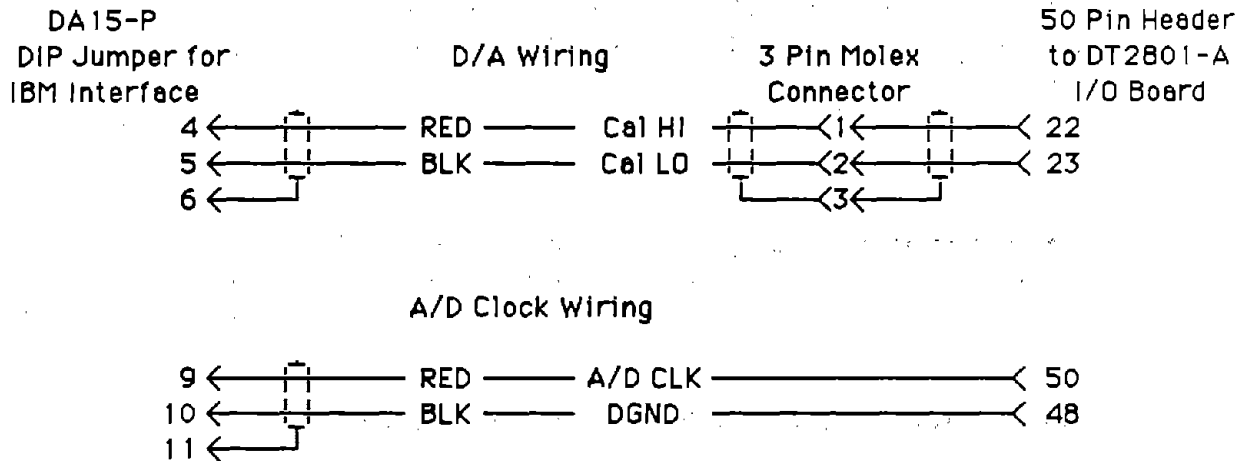 DA15-P
DIP Jumper for
IBM Interface
D/A Wiring
3 Pin Molex
Connector
50 Pin Header
to DT2801-A
I/O Board
4 RED Cal HI 1 22
5 BLK Cal LO 2 23
6 3
A/D Clock Wiring
9 RED A/D CLK 50
10 BLK DGND 48
11